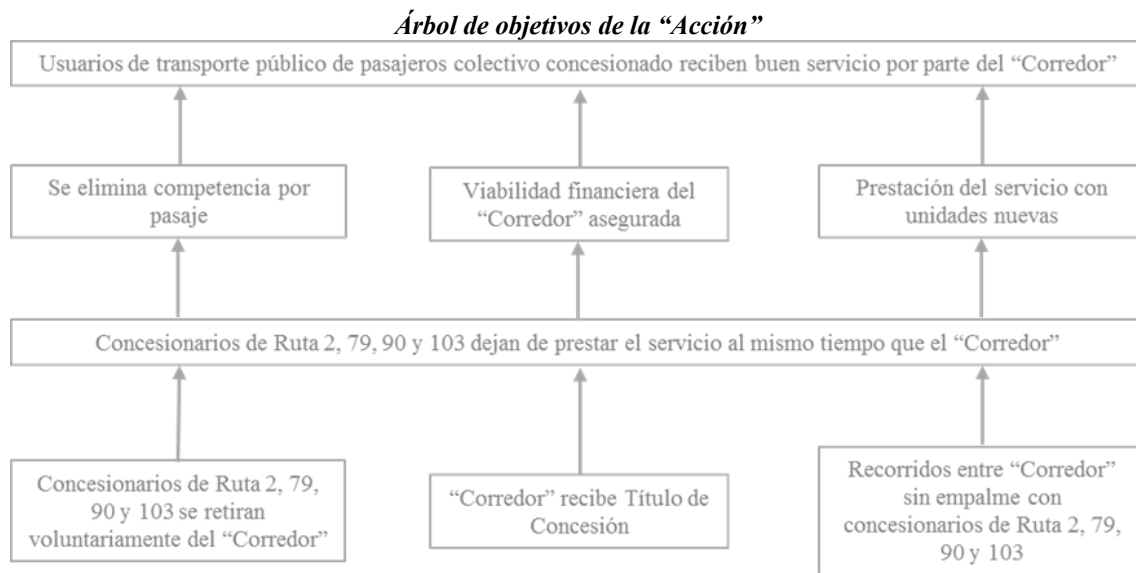 Árbol de objetivos de la “Acción”
Usuarios de transporte público de pasajeros colectivo concesionado reciben buen servicio por parte del “Corredor”
Se elimina competencia por
pasaje
Viabilidad financiera del
“Corredor” asegurada
Prestación del servicio con
unidades nuevas
Concesionarios de Ruta 2, 79, 90 y 103 dejan de prestar el servicio al mismo tiempo que el “Corredor”
Concesionarios de Ruta 2, 79,
90 y 103 se retiran
voluntariamente del “Corredor”
“Corredor” recibe Título de
Concesión
Recorridos entre “Corredor”
sin empalme con
concesionarios de Ruta 2, 79,
90 y 103